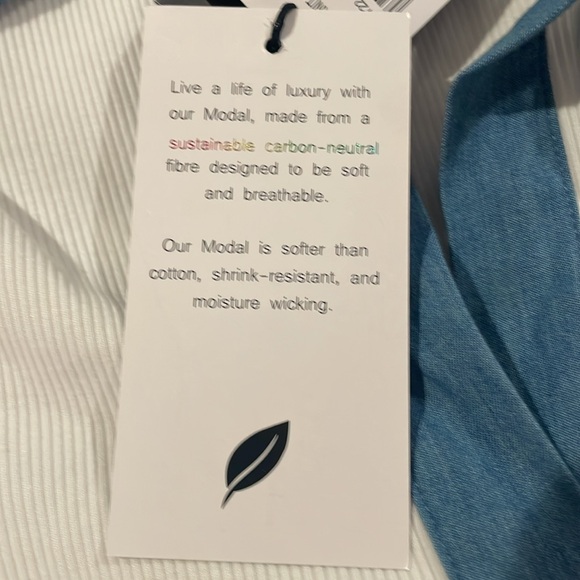 Live a life of luxury with
our Modal, made from a
sustainable carbon-neutral
fibre designed to be soft
and breathable.
Our Modal is softer than
cotton, shrink-resistant, and
moisture wicking.